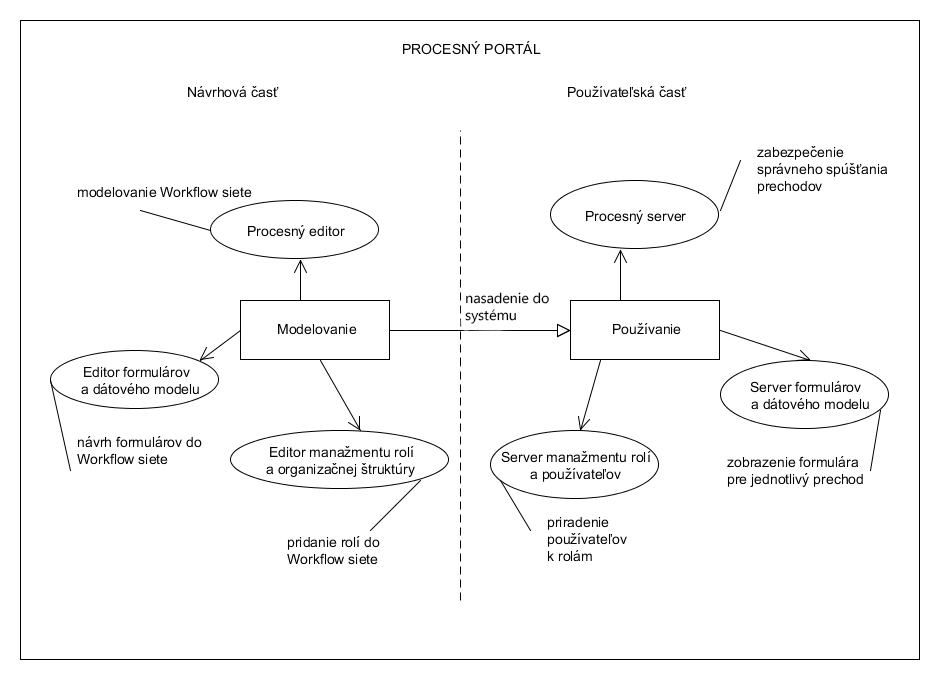 PROCESNÝ PORTÁL
Návrhová časť
Používateľská časť
modelovanie Workflow siete
Procesný editor
Modelovanie
Editor formulárov
a dátového modelu
návrh formulárov do
Workflow siete
Editor manažmentu rolí
a organizačnej štruktúry
pridanie rolí do
Workflow siete
nasadenie do
systému
zabezpečenie
správneho spúšťania
prechodov
Procesný server
Používanie
Server formulárov
a dátového modelu
zobrazenie formulára
pre jednotlivý prechod
Server manažmentu rolí
a používateľov
priradenie
používateľov
k rolám